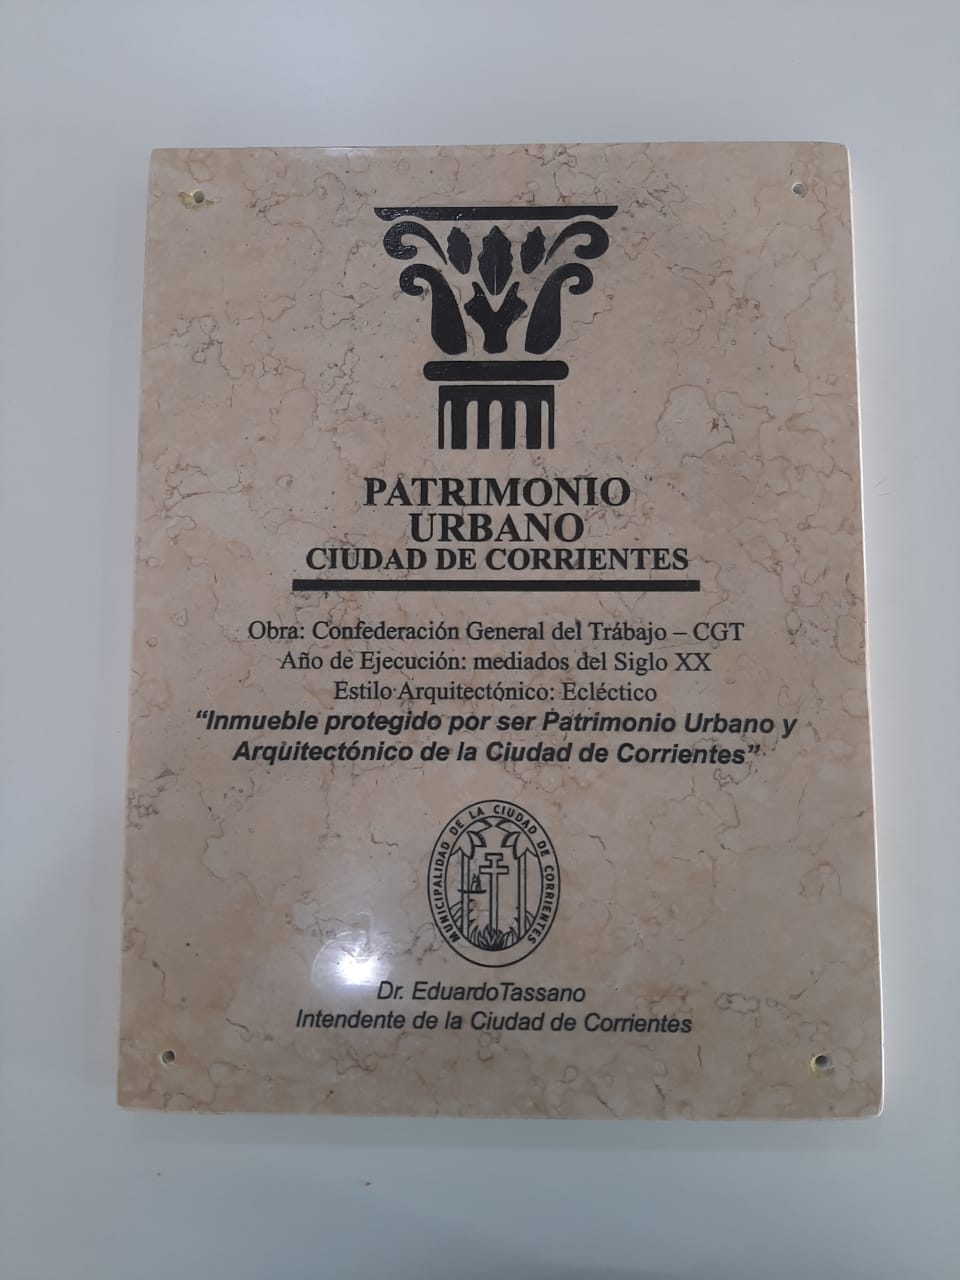 PATRIMONIO
URBANO
CIUDAD DE CORRIENTES
Obra: Confederación General del Trábajo – CGT
Año de Ejecución: mediados del Siglo XX
Estilo Arquitectónico: Ecléctico
“Inmueble protegido por ser Patrimonio Urbano y
Arquitectónico de la Ciudad de Corrientes”
MUNICIPALIDAD DE LA CIUDAD DE CORRIENTES
Dr. EduardoTassano
Intendente de la Ciudad de Corrientes